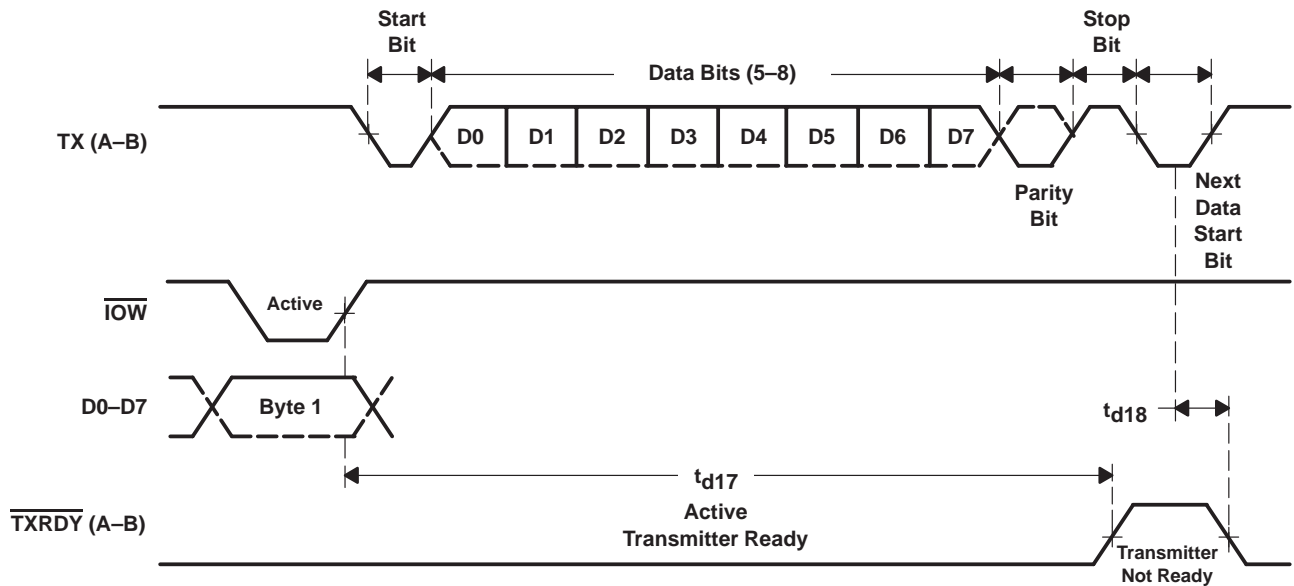 Start
Bit
Stop
Bit
Data Bits (5–8)
TX (A–B)
D0 D1 D2 D3 D4 D5 D6 D7
Parity
Bit
Next
Data
Start
Bit
IOW
Active
D0–D7
Byte 1
td18
td17
TXRDY (A–B)
Active
Transmitter Ready
Transmitter
Not Ready